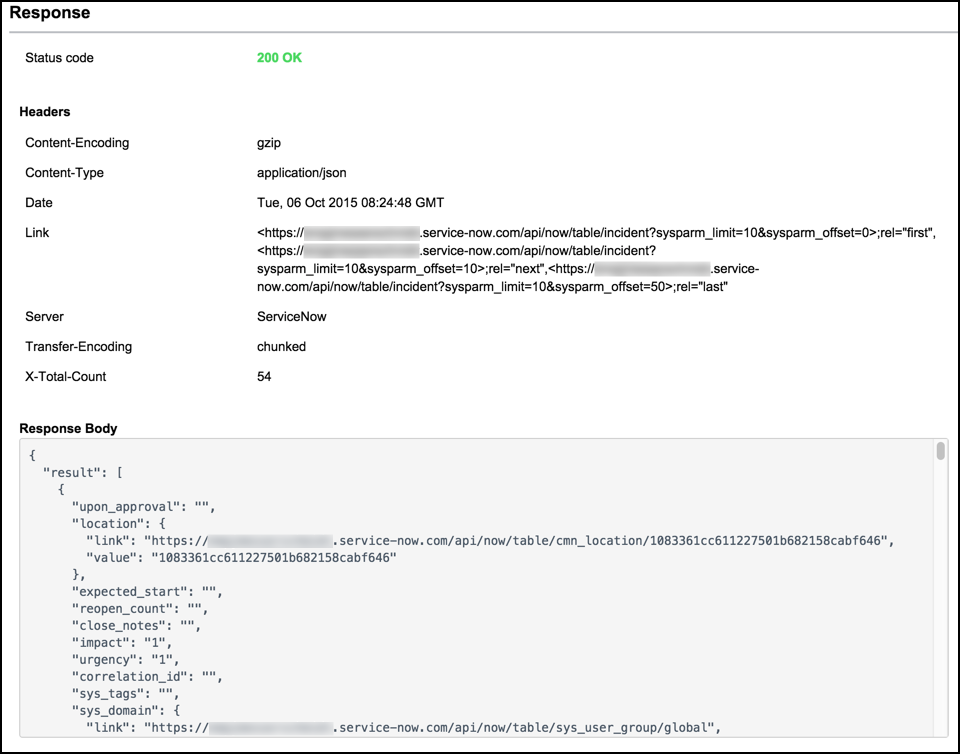 Response
Status code 200 OK
Headers
Content-Encoding gzip
Content-Type application/json
Date Tue, 06 Oct 2015 08:24:48 GMT
Link <https:// .service-now.com/api/now/table/incident?sysparm_limit=10&sysparm_offset=0>;rel="first",
<https:// .service-now.com/api/now/table/incident?
sysparm_limit=10&sysparm_offset=10>;rel="next",<https:// .service-
now.com/api/now/table/incident?sysparm_limit=10&sysparm_offset=50>;rel="last"
Server ServiceNow
Transfer-Encoding chunked
X-Total-Count 54
Response Body
{
"result": [
{
"upon_approval": "",
"location": {
"link": "https:// .service-now.com/api/now/table/cmn_location/1083361cc611227501b682158cabf646",
"value": "1083361cc611227501b682158cabf646"
},
"expected_start": "",
"reopen_count": "",
"close_notes": "",
"impact": "1",
"urgency": "1",
"correlation_id": "",
"sys_tags": "",
"sys_domain": {
"link": "https:// .service-now.com/api/now/table/sys_user_group/global",